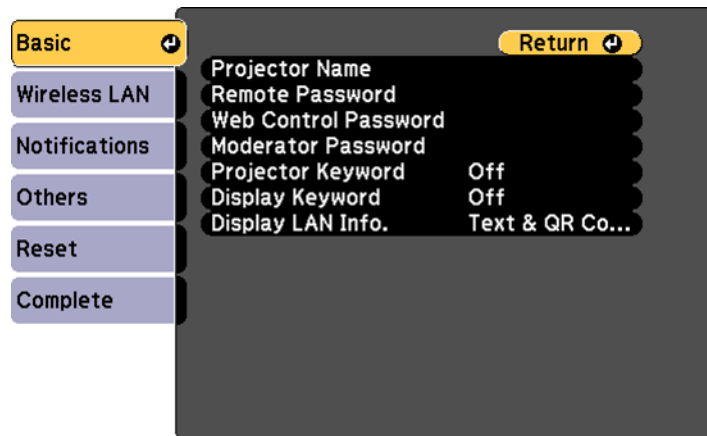 Basic
Wireless LAN
Notifications
Others
Reset
Complete
Return
Projector Name
Remote Password
Web Control Password
Moderator Password
Projector Keyword Off
Display Keyword Off
Display LAN Info. Text & QR Co...